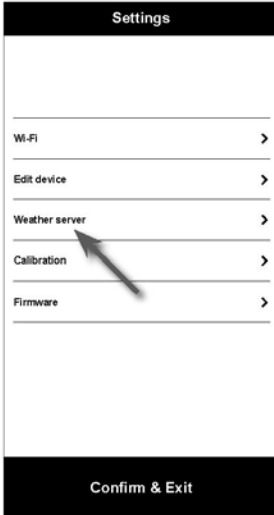 Settings
Wi-Fi
Edit device
Weather server
Calibration
Firmware
Confirm & Exit